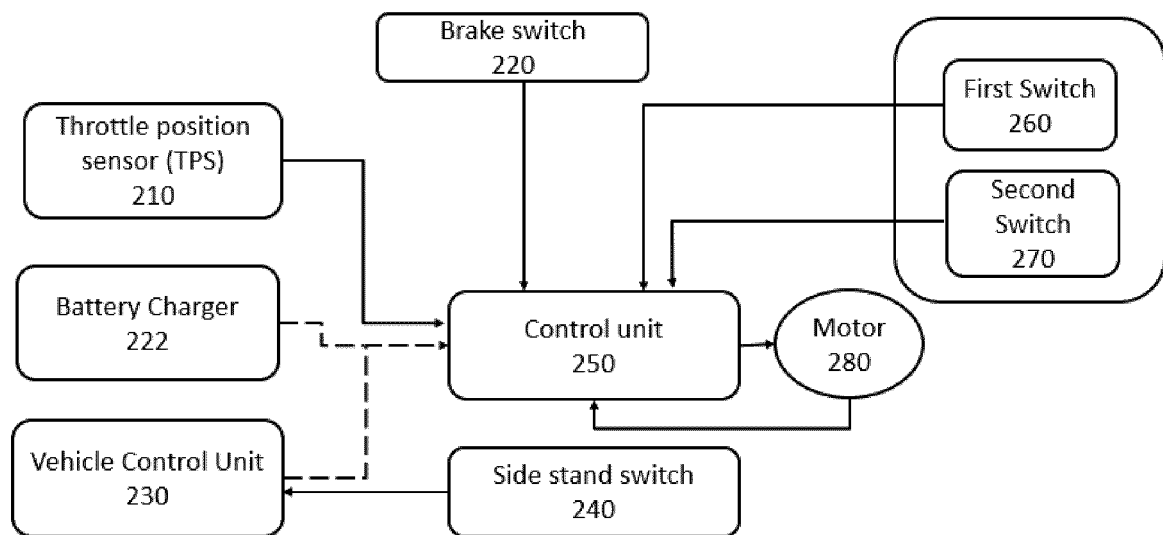 Brake switch
220
First Switch
260
Throttle position
sensor (TPS)
210
Second
Switch
270
Battery Charger
222
Control unit
250
Motor
280
Vehicle Control Unit
230
Side stand switch
240